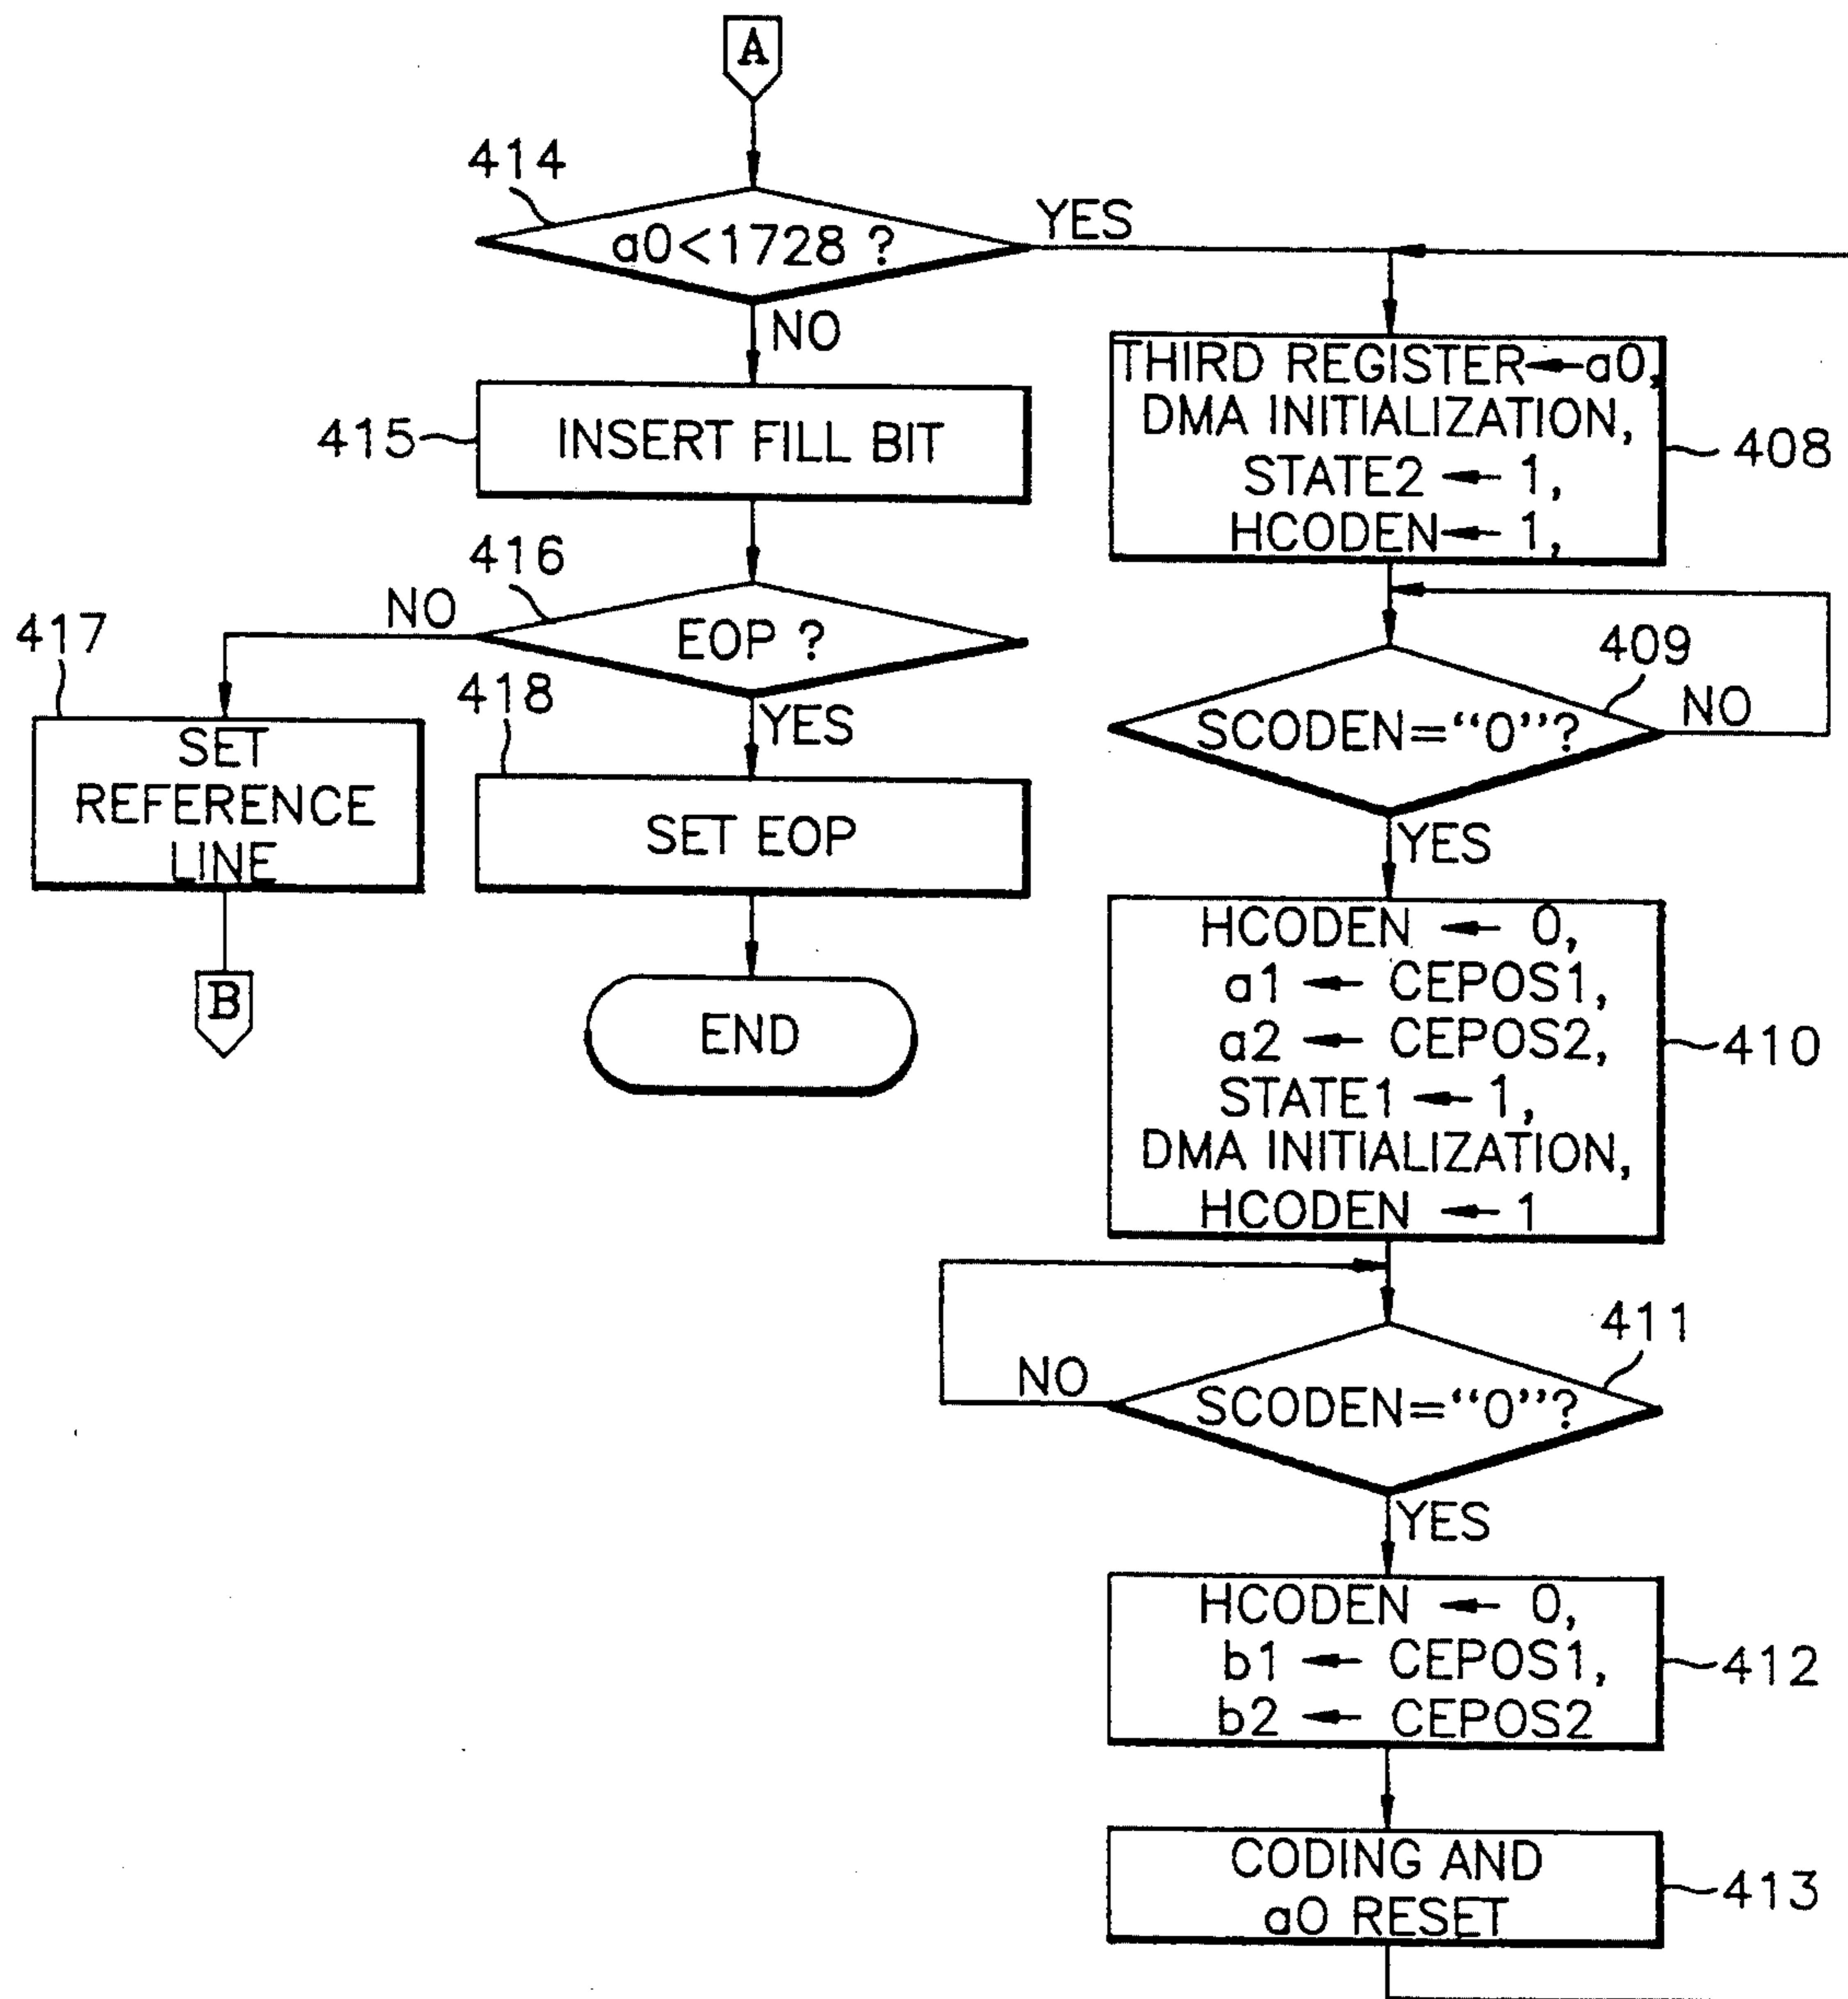 A
414
a0<1728 ?
YES
NO
415
INSERT FILL BIT
416
EOP ?
NO
YES
417
SET
REFERENCE
LINE
B
418
SET EOP
END
THIRD REGISTER←a0,
DMA INITIALIZATION,
STATE2 ← 1,
HCODEN← 1,
408
409
SCODEN=“0”?
NO
YES
HCODEN ← 0,
a1 ← CEPOS1,
a2 ← CEPOS2,
STATE1 ← 1,
DMA INITIALIZATION,
HCODEN ← 1
410
411
SCODEN=“0”?
NO
YES
HCODEN ← 0,
b1 ← CEPOS1,
b2 ← CEPOS2
412
CODING AND
a0 RESET
413